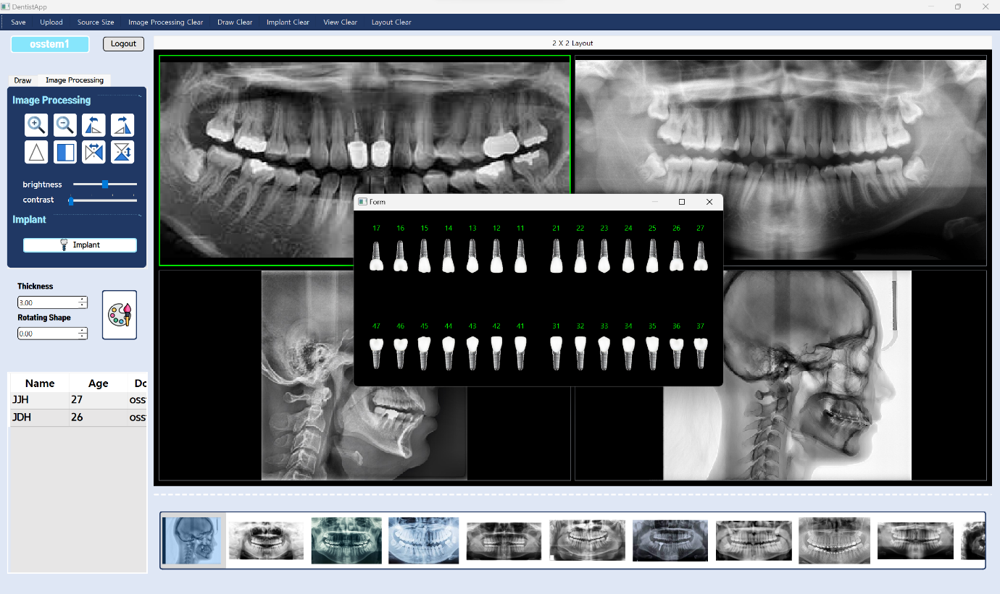 DentistApp
Save Upload Source Size Image Processing Clear Draw Clear Implant Clear View Clear Layout Clear
osstem1 Logout
2 X 2 Layout
Draw Image Processing
Image Processing
brightness
contrast
Implant
Implant
Thickness
3.00
Rotating Shape
0.00
Name Age Do
JJH 27 oss
JDH 26 oss
Form
17 16 15 14 13 12 11 21 22 23 24 25 26 27
47 46 45 44 43 42 41 31 32 33 34 35 36 37